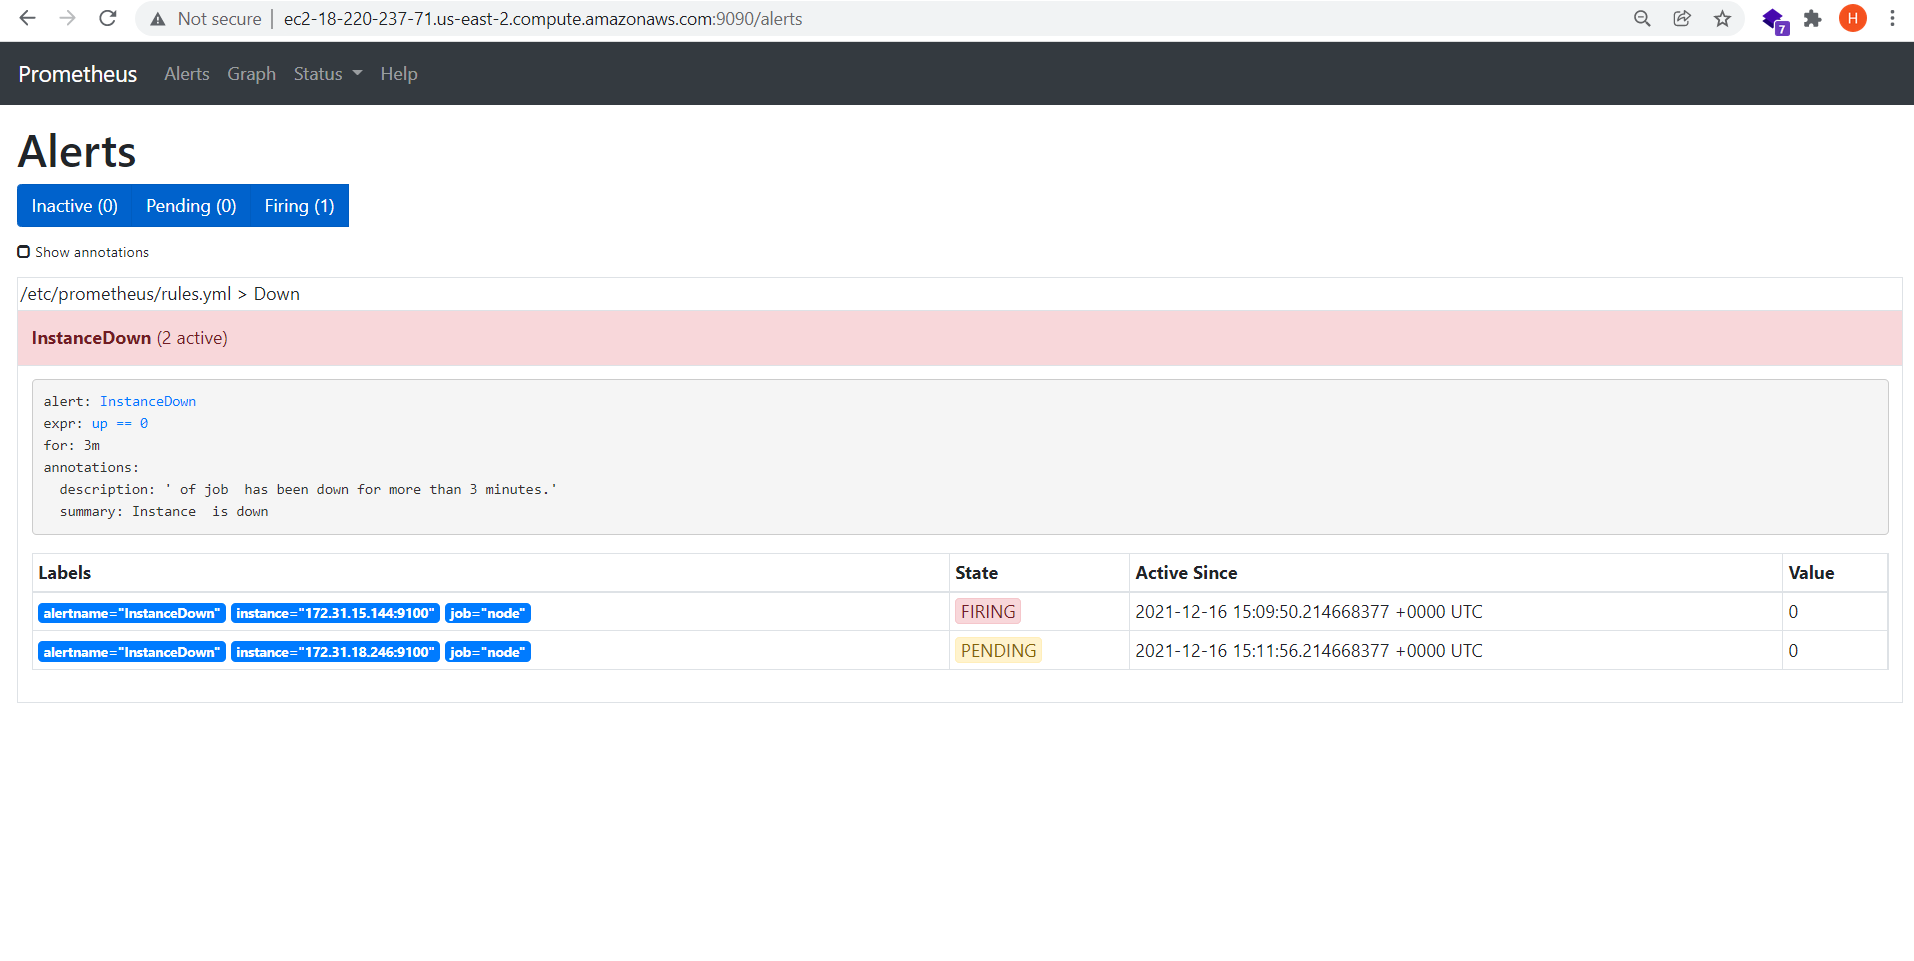 Not secure | ec2-18-220-237-71.us-east-2.compute.amazonaws.com:9090/alerts
7
H
Prometheus Alerts Graph Status Help
Alerts
Inactive (0) Pending (0) Firing (1)
Show annotations
/etc/prometheus/rules.yml > Down
InstanceDown (2 active)
alert: InstanceDown
expr: up == 0
for: 3m
annotations:
  description: ' of job  has been down for more than 3 minutes.'
  summary: Instance  is down
Labels State Active Since Value
alertname="InstanceDown" instance="172.31.15.144:9100" job="node" FIRING 2021-12-16 15:09:50.214668377 +0000 UTC 0
alertname="InstanceDown" instance="172.31.18.246:9100" job="node" PENDING 2021-12-16 15:11:56.214668377 +0000 UTC 0